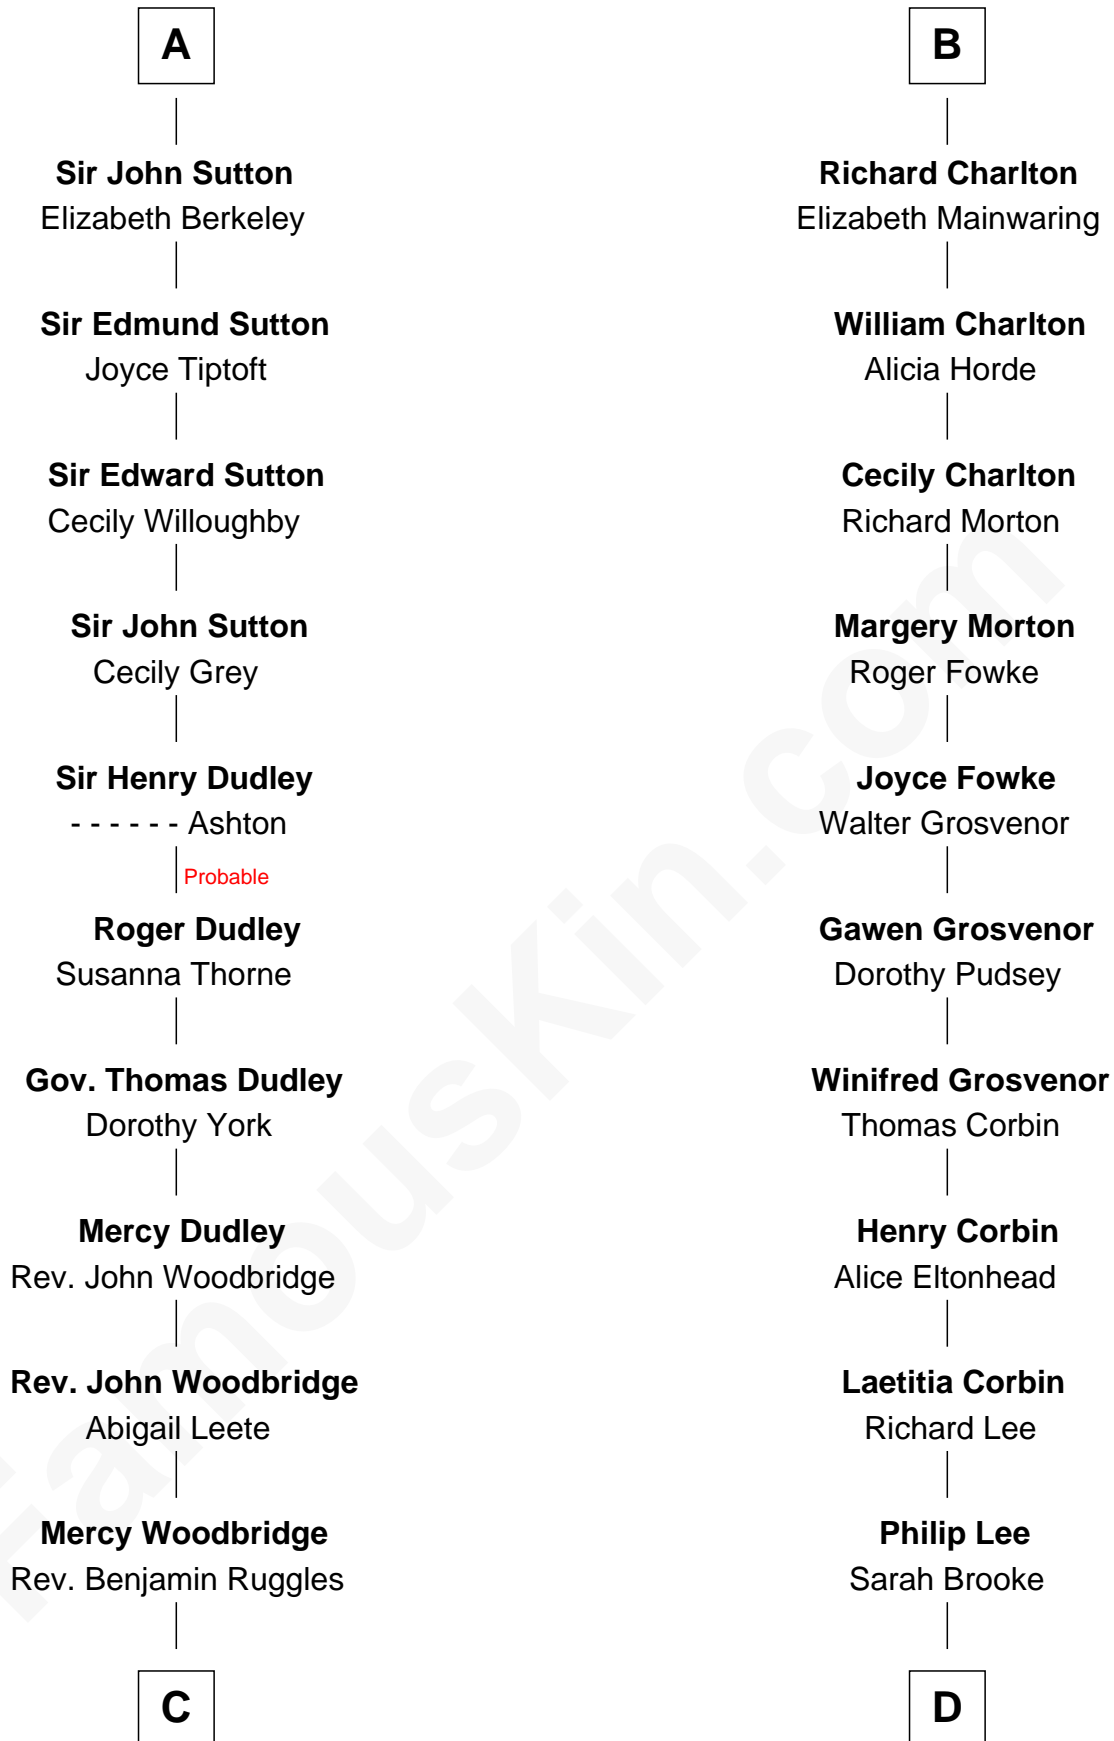 A
Sir John Sutton
Elizabeth Berkeley
Sir Edmund Sutton
Joyce Tiptoft
Sir Edward Sutton
Cecily Willoughby
Sir John Sutton
Cecily Grey
Sir Henry Dudley
- - - - - - Ashton
Probable
Roger Dudley
Susanna Thorne
Gov. Thomas Dudley
Dorothy York
Mercy Dudley
Rev. John Woodbridge
Rev. John Woodbridge
Abigail Leete
Mercy Woodbridge
Rev. Benjamin Ruggles
C
B
Richard Charlton
Elizabeth Mainwaring
William Charlton
Alicia Horde
Cecily Charlton
Richard Morton
Margery Morton
Roger Fowke
Joyce Fowke
Walter Grosvenor
Gawen Grosvenor
Dorothy Pudsey
Winifred Grosvenor
Thomas Corbin
Henry Corbin
Alice Eltonhead
Laetitia Corbin
Richard Lee
Philip Lee
Sarah Brooke
D
FamousKin.com